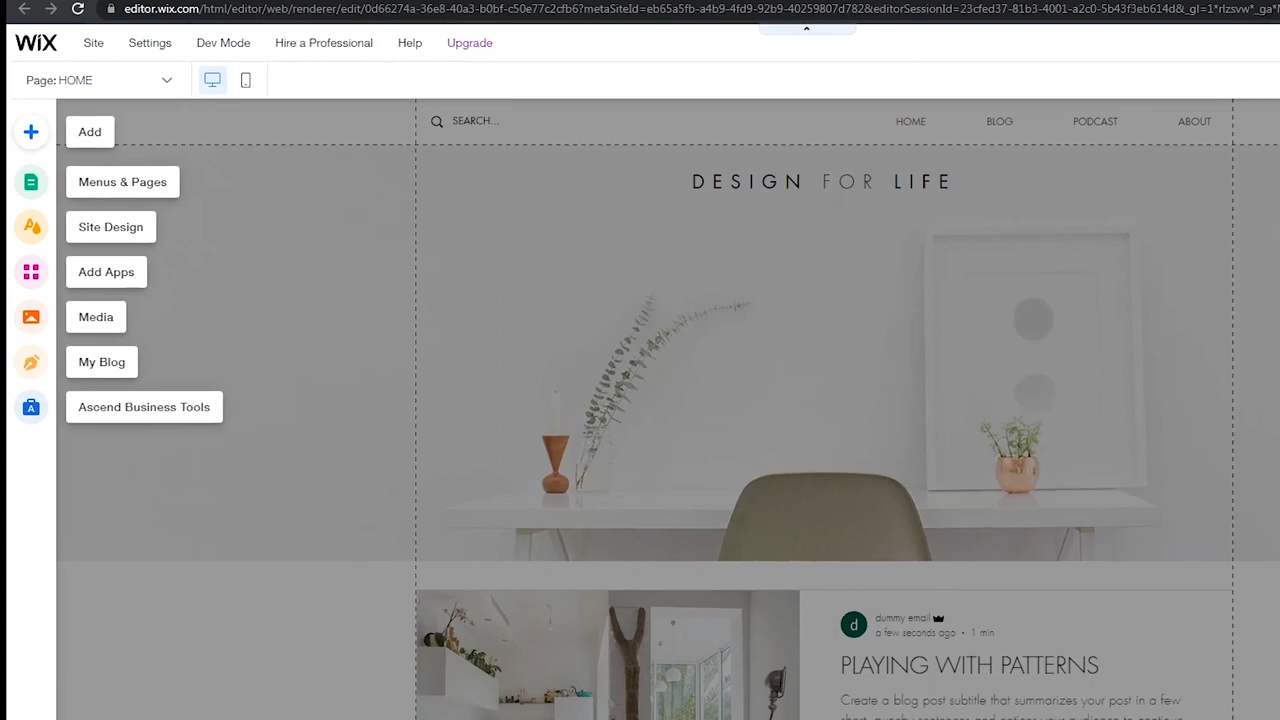 editor.wix.com/html/editor/web/renderer/edit/0d66274a-36e8-40a3-b0bf-c50e77c2cfb6?metaSiteId=eb65a5fb-a4b9-4fd9-92b9-40259807d782&editorSessionId=23cfed37-81b3-4001-a2c0-5b43f3eb614d&_gl=1*rlzsvw*_ga*
WiX Site Settings Dev Mode Hire a Professional Help Upgrade
Page: HOME
Add
Menus & Pages
Site Design
Add Apps
Media
My Blog
Ascend Business Tools
A
SEARCH... HOME BLOG PODCAST ABOUT
DESIGN FOR LIFE
d
dummy email
a few seconds ago · 1 min
PLAYING WITH PATTERNS
Create a blog post subtitle that summarizes your post in a few